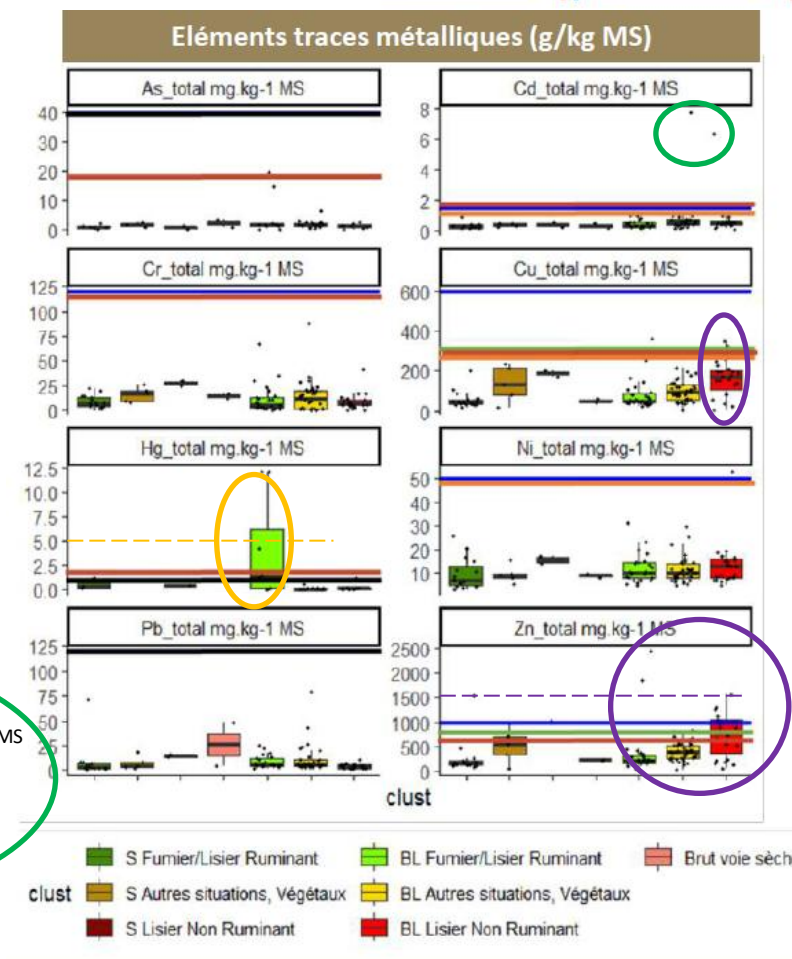 Eléments traces métalliques (g/kg MS)
As_total mg.kg-1 MS
40
30
20
10
0
Cd_total mg.kg-1 MS
8
6
4
2
0
Cr_total mg.kg-1 MS
125
100
75
50
25
0
Cu_total mg.kg-1 MS
600
400
200
0
Hg_total mg.kg-1 MS
12.5
10.0
7.5
5.0
2.5
0.0
Ni_total mg.kg-1 MS
50
40
30
20
10
Pb_total mg.kg-1 MS
125
100
75
50
25
0
MS
Zn_total mg.kg-1 MS
2500
2000
1500
1000
500
0
clust
clust
S Fumier/Lisier Ruminant
BL Fumier/Lisier Ruminant
Brut voie sèch
S Autres situations, Végétaux
BL Autres situations, Végétaux
S Lisier Non Ruminant
BL Lisier Non Ruminant